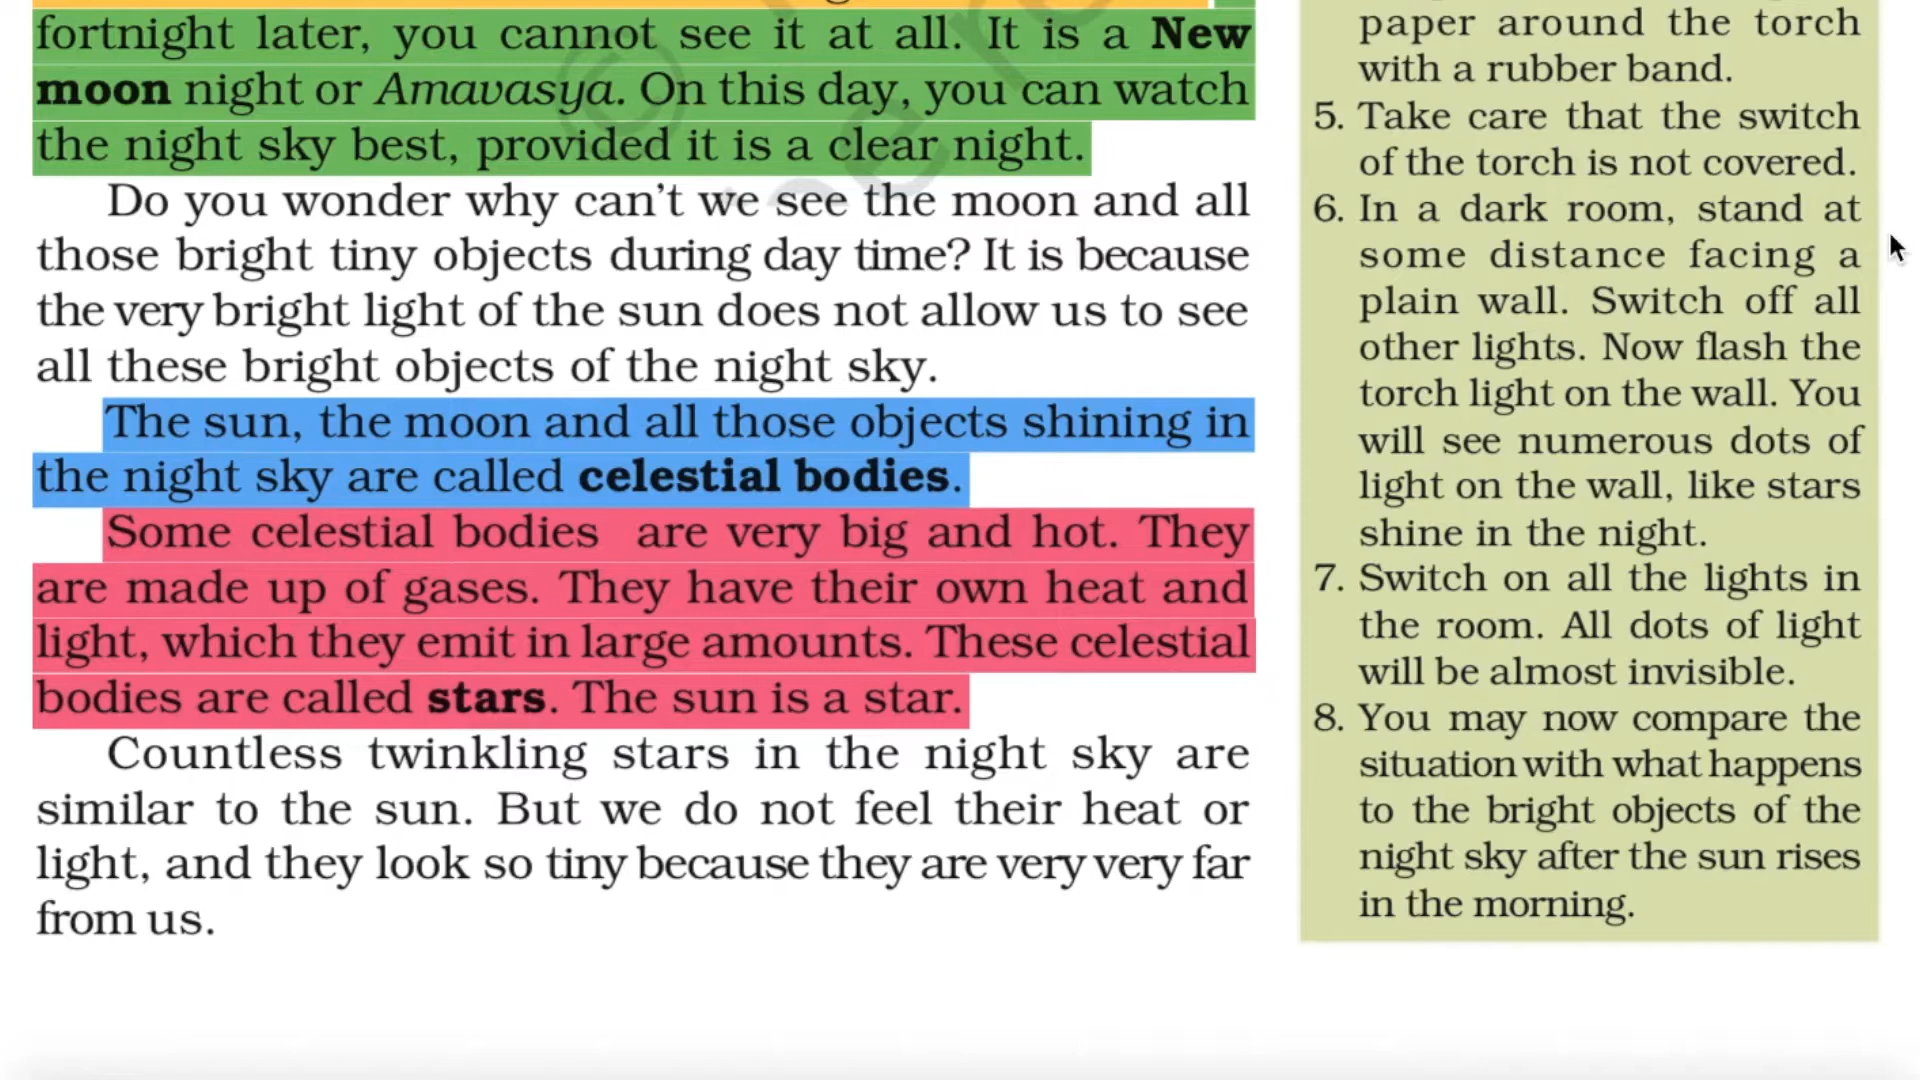 fortnight later, you cannot see it at all. It is a New
moon night or Amavasya. On this day, you can watch
the night sky best, provided it is a clear night.
Do you wonder why can't we see the moon and all
those bright tiny objects during day time? It is because
the very bright light of the sun does not allow us to see
all these bright objects of the night sky.
The sun, the moon and all those objects shining in
the night sky are called celestial bodies.
Some celestial bodies are very big and hot. They
are made up of gases. They have their own heat and
light, which they emit in large amounts. These celestial
bodies are called stars. The sun is a star.
Countless twinkling stars in the night sky are
similar to the sun. But we do not feel their heat or
light, and they look so tiny because they are very very far
from us.
paper around the torch
with a rubber band.
5. Take care that the switch
of the torch is not covered.
6. In a dark room, stand at
some distance facing a
plain wall. Switch off all
other lights. Now flash the
torch light on the wall. You
will see numerous dots of
light on the wall, like stars
shine in the night.
7. Switch on all the lights in
the room. All dots of light
will be almost invisible.
8. You may now compare the
situation with what happens
to the bright objects of the
night sky after the sun rises
in the morning.